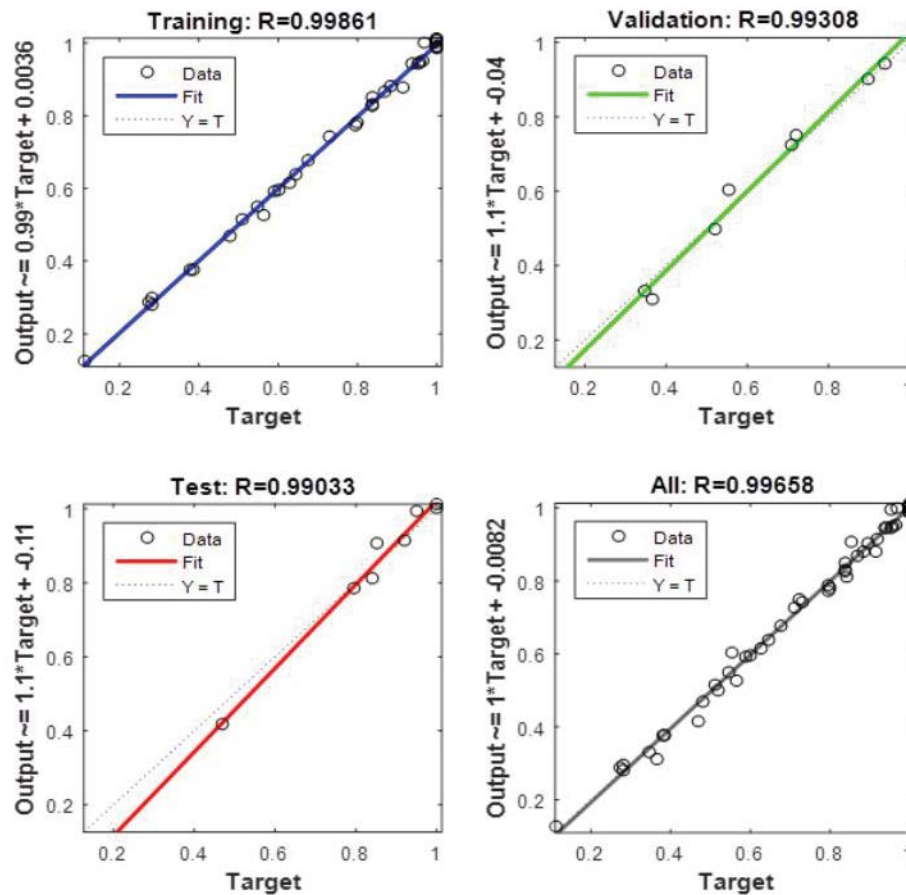 Training: R=0.99861
Output ~= 0.99*Target + 0.0036
1
0.8
0.6
0.4
0.2
Data
Fit
Y = T
0.2 0.4 0.6 0.8 1
Target
Validation: R=0.99308
Output ~= 1.1*Target + -0.04
1
0.8
0.6
0.4
0.2
Data
Fit
Y = T
0.2 0.4 0.6 0.8 1
Target
Test: R=0.99033
Output ~= 1.1*Target + -0.11
1
0.8
0.6
0.4
0.2
Data
Fit
Y = T
0.2 0.4 0.6 0.8 1
Target
All: R=0.99658
Output ~= 1*Target + -0.0082
1
0.8
0.6
0.4
0.2
Data
Fit
Y = T
0.2 0.4 0.6 0.8 1
Target